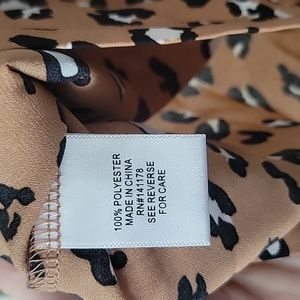 100% POLYESTER
MADE IN CHINA
RN#141178
SEE REVERSE
FOR CARE